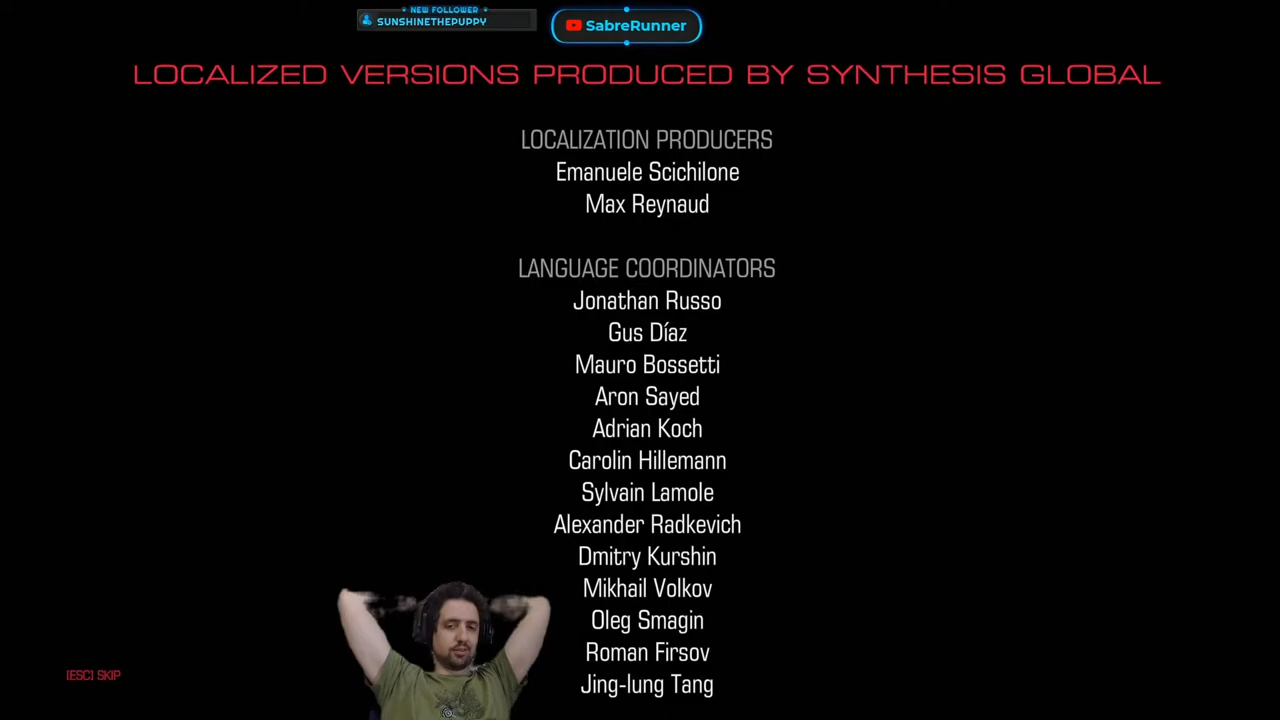 NEW FOLLOWER
SUNSHINETHEPUPPY
SabreRunner
LOCALIZED VERSIONS PRODUCED BY SYNTHESIS GLOBAL
LOCALIZATION PRODUCERS
Emanuele Scichilone
Max Reynaud
LANGUAGE COORDINATORS
Jonathan Russo
Gus Díaz
Mauro Bossetti
Aron Sayed
Adrian Koch
Carolin Hillemann
Sylvain Lamole
Alexander Radkevich
Dmitry Kurshin
Mikhail Volkov
Oleg Smagin
Roman Firsov
Jing-lung Tang
[ESC] SKIP